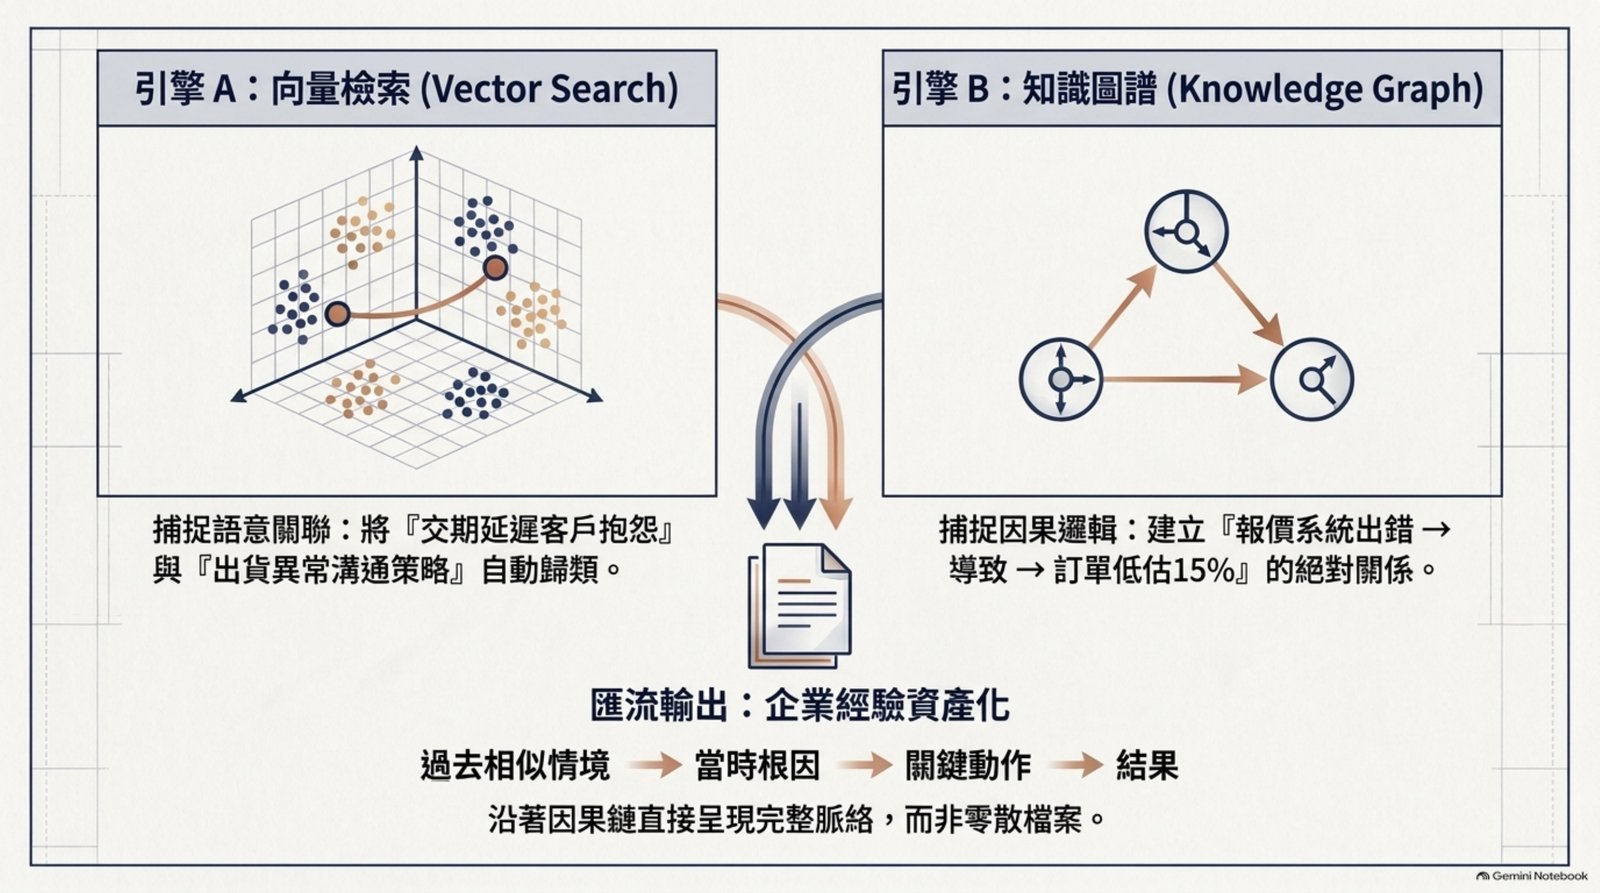 引擎 A：向量檢索 (Vector Search)
捕捉語意關聯：將『交期延遲客戶抱怨』
與『出貨異常溝通策略』自動歸類。
引擎 B：知識圖譜 (Knowledge Graph)
捕捉因果邏輯：建立『報價系統出錯 →
導致 → 訂單低估15%』的絕對關係。
匯流輸出：企業經驗資產化
過去相似情境 → 當時根因 → 關鍵動作 → 結果
沿著因果鏈直接呈現完整脈絡，而非零散檔案。
Gemini Notebook